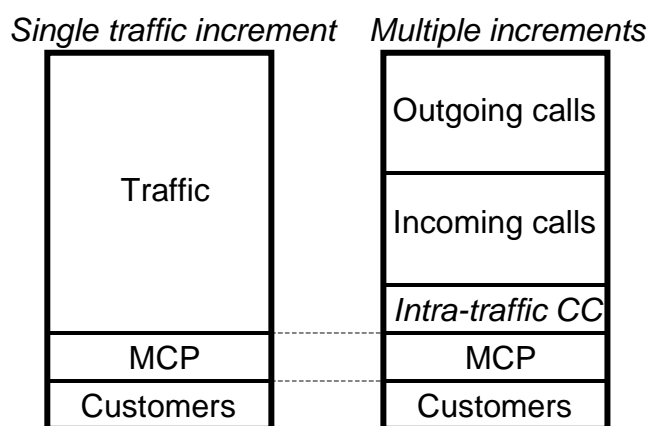 Single traffic increment
Traffic
MCP
Customers
Multiple increments
Outgoing calls
Incoming calls
Intra-traffic CC
MCP
Customers